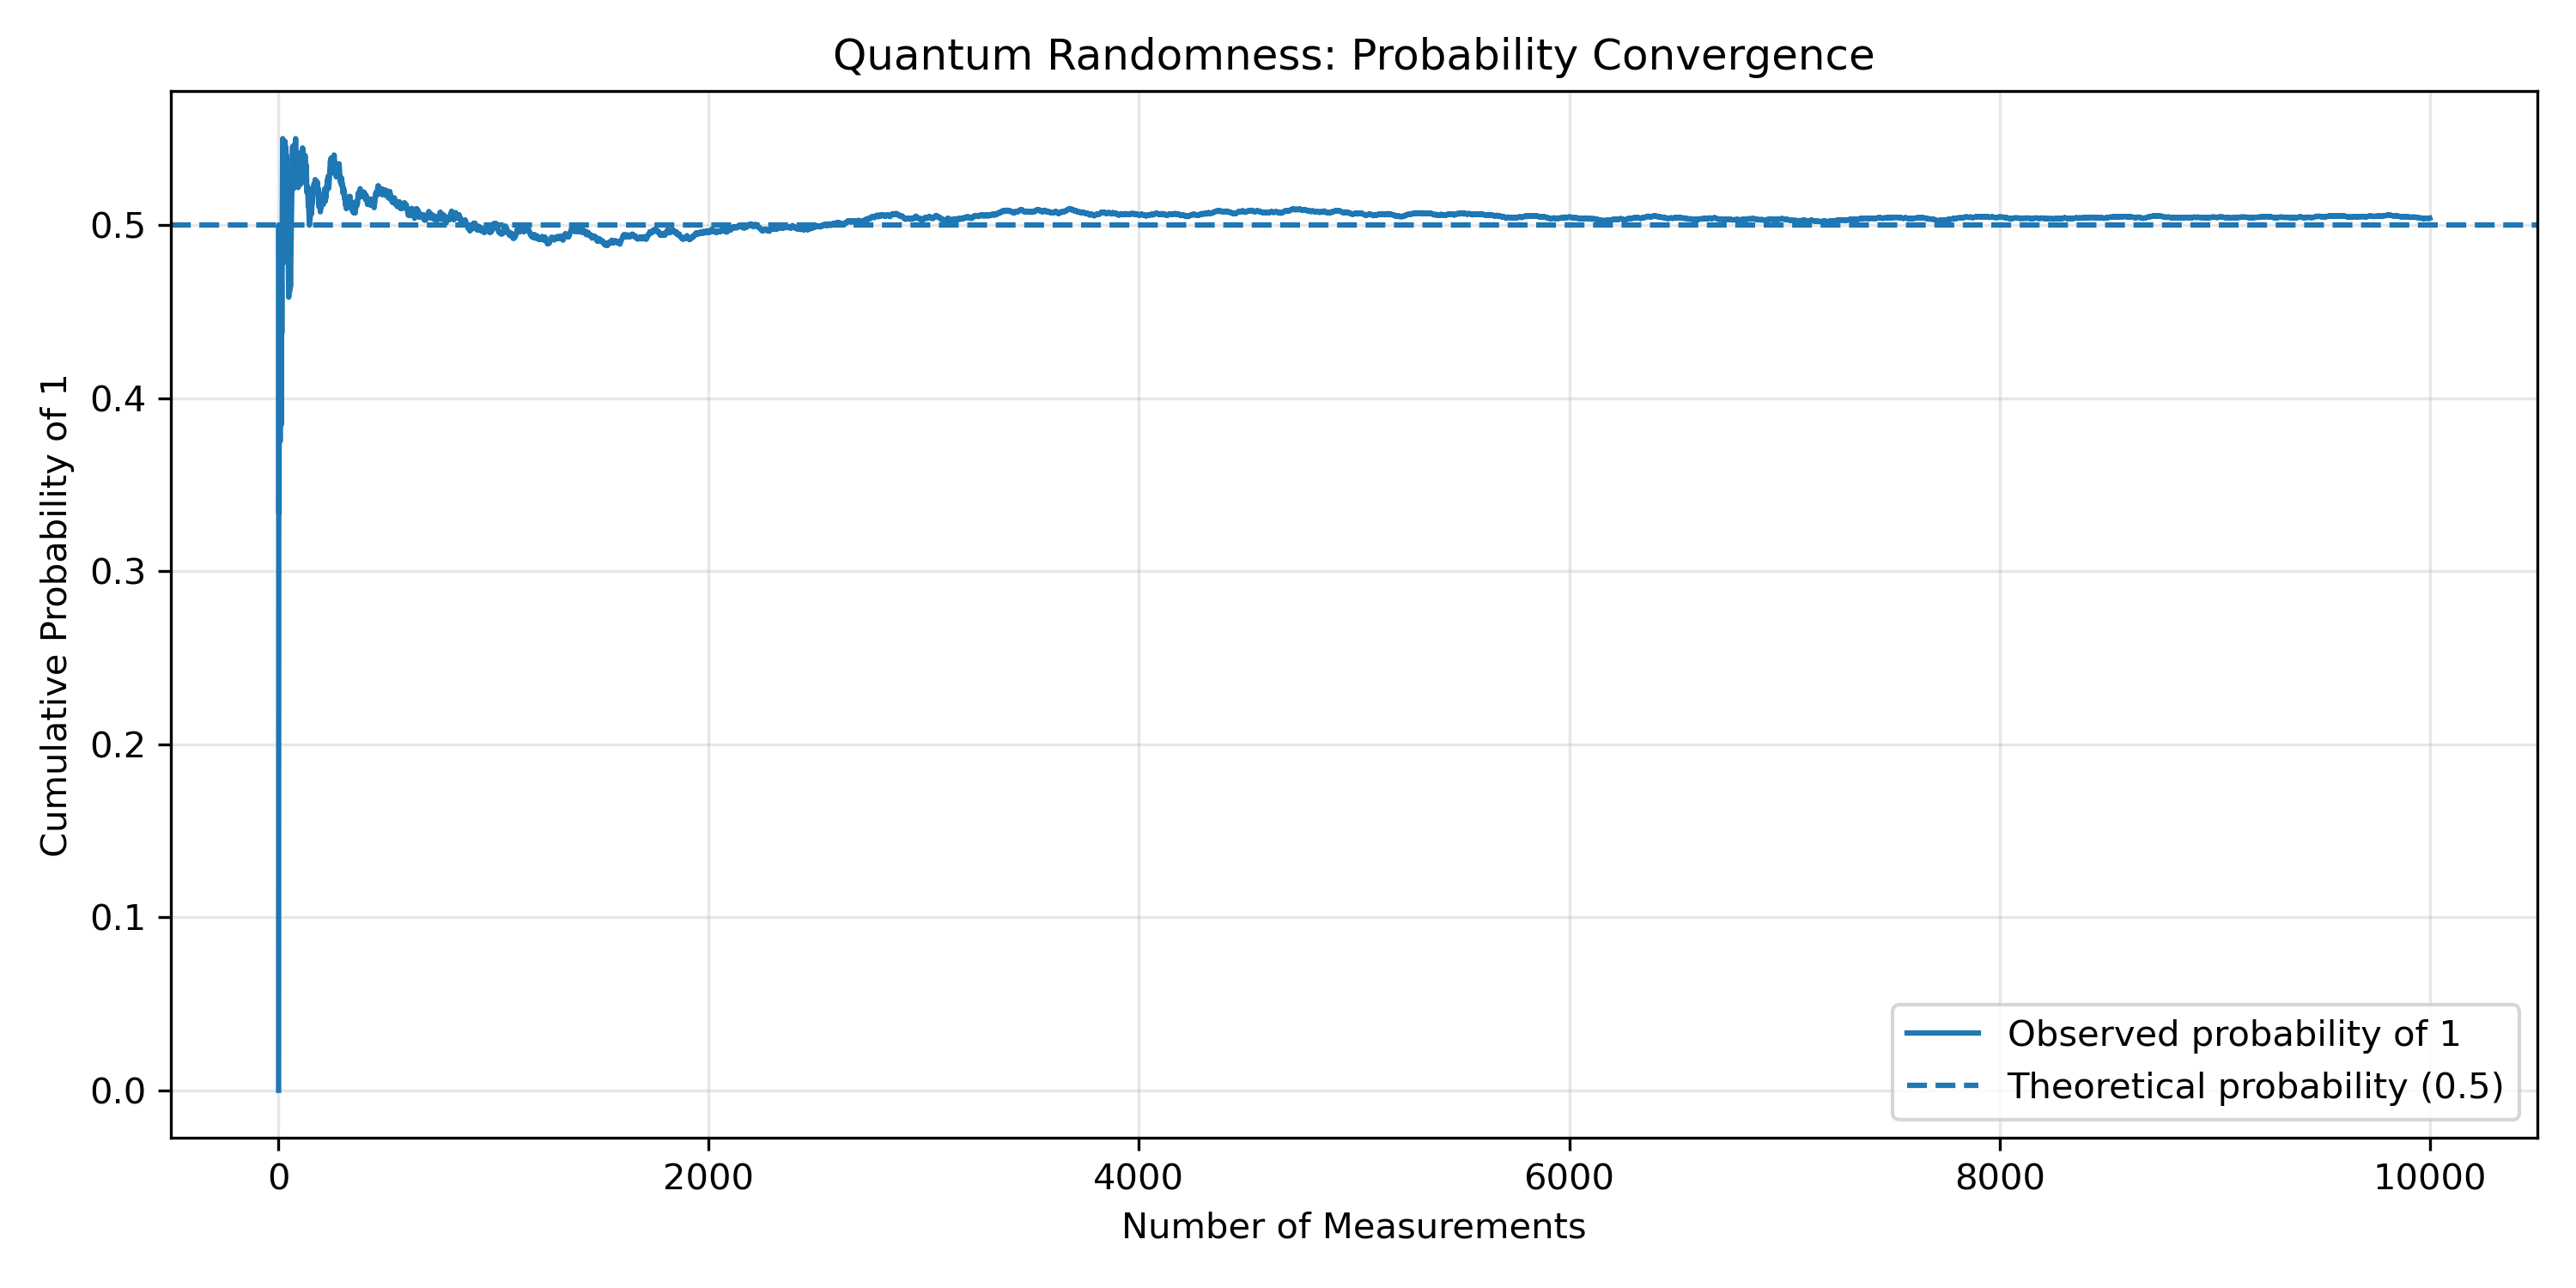 Quantum Randomness: Probability Convergence
Cumulative Probability of 1
0.5
0.4
0.3
0.2
0.1
0.0
0 2000 4000 6000 8000 10000
Number of Measurements
Observed probability of 1
Theoretical probability (0.5)